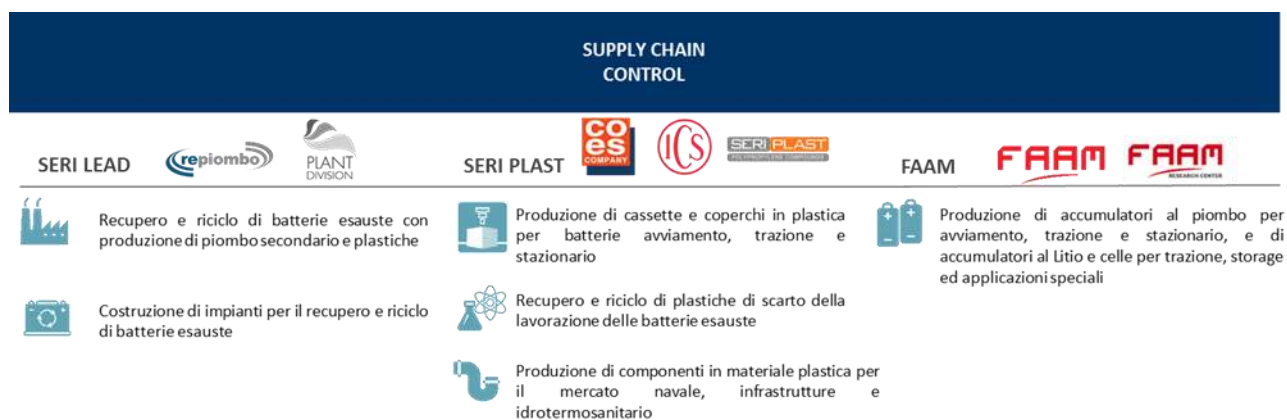 SUPPLY CHAIN
CONTROL
SERI LEAD
repiombo
PLANT
DIVISION
Recupero e riciclo di batterie esauste con
produzione di piombo secondario e plastiche
Costruzione di impianti per il recupero e riciclo
di batterie esauste
SERI PLAST
co
es
COMPANY
ICS
SERI PLAST
POLYPROPYLENE COMPOUNDS
Produzione di cassette e coperchi in plastica
per batterie avviamento, trazione e
stazionario
Recupero e riciclo di plastiche di scarto della
lavorazione delle batterie esauste
Produzione di componenti in materiale plastica per
il mercato navale, infrastrutture e
idrotermosanitario
FAAM
FAAM
FAAM
RESEARCH CENTER
Produzione di accumulatori al piombo per
avviamento, trazione e stazionario, e di
accumulatori al Litio e celle per trazione, storage
ed applicazioni speciali